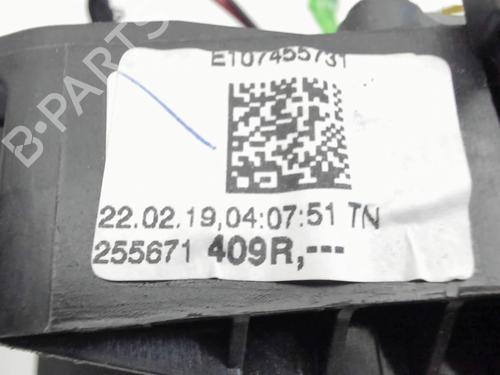 B-PARTS
E107455731
22.02.19,04:07:51 TN
255671 409R,---